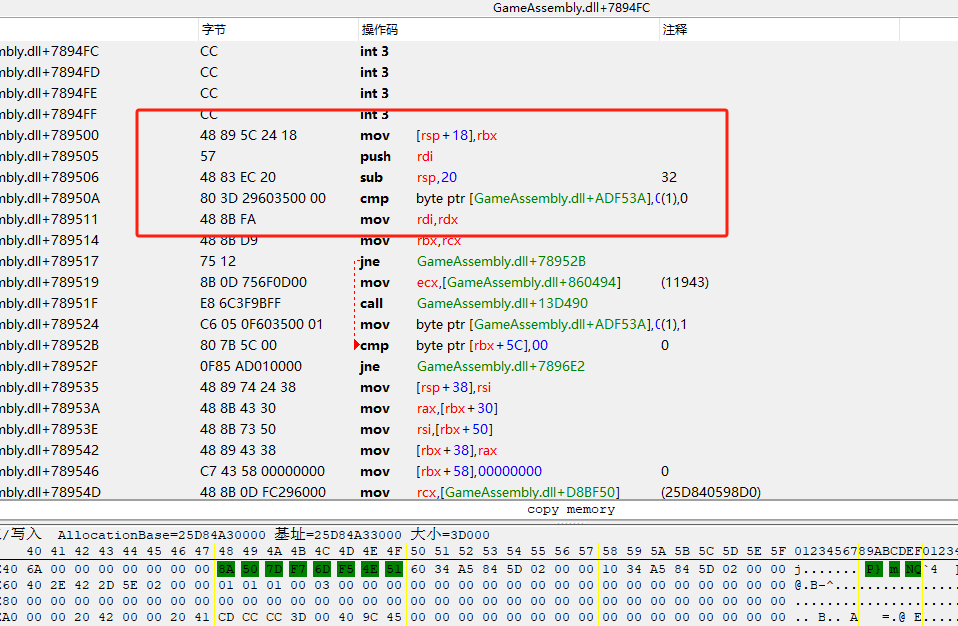 GameAssembly.dll+7894FC
字节 操作码 注释
mbly.dll+7894FC CC int 3
mbly.dll+7894FD CC int 3
mbly.dll+7894FE CC int 3
mbly.dll+7894FF CC int 3
mbly.dll+789500 48 89 5C 24 18 mov [rsp+18],rbx
mbly.dll+789505 57 push rdi
mbly.dll+789506 48 83 EC 20 sub rsp,20 32
mbly.dll+78950A 80 3D 29603500 00 cmp byte ptr [GameAssembly.dll+ADF53A],0(1),0
mbly.dll+789511 48 8B FA mov rdi,rdx
mbly.dll+789514 48 8B D9 mov rbx,rcx
mbly.dll+789517 75 12 jne GameAssembly.dll+78952B
mbly.dll+789519 8B 0D 756F0D00 mov ecx,[GameAssembly.dll+860494] (11943)
mbly.dll+78951F E8 6C3F9BFF call GameAssembly.dll+13D490
mbly.dll+789524 C6 05 0F603500 01 mov byte ptr [GameAssembly.dll+ADF53A],0(1),1
mbly.dll+78952B 80 7B 5C 00 cmp byte ptr [rbx+5C],00 0
mbly.dll+78952F 0F85 AD010000 jne GameAssembly.dll+7896E2
mbly.dll+789535 48 89 74 24 38 mov [rsp+38],rsi
mbly.dll+78953A 48 8B 43 30 mov rax,[rbx+30]
mbly.dll+78953E 48 8B 73 50 mov rsi,[rbx+50]
mbly.dll+789542 48 89 43 38 mov [rbx+38],rax
mbly.dll+789546 C7 43 58 00000000 mov [rbx+58],00000000 0
mbly.dll+78954D 48 8B 0D FC296000 mov rcx,[GameAssembly.dll+D8BF50] (25D840598D0)
copy memory
/写入 AllocationBase=25D84A30000 基址=25D84A33000 大小=3D000
40 41 42 43 44 45 46 47 48 49 4A 4B 4C 4D 4E 4F 50 51 52 53 54 55 56 57 58 59 5A 5B 5C 5D 5E 5F 0123456789ABCDEF01234
E40 6A 00 00 00 00 00 00 00 8A 50 7D F7 6D F5 4E 51 60 34 A5 84 5D 02 00 00 10 34 A5 84 5D 02 00 00 j....... P} m NQ`4 ]
E60 40 2E 42 2D 5E 02 00 00 01 01 01 00 03 00 00 00 00 00 00 00 00 00 00 00 00 00 00 00 00 00 00 00 @.B-^................
E80 00 00 00 00 00 00 00 00 00 00 00 00 00 00 00 00 00 00 00 00 00 00 00 00 00 00 00 00 00 00 00 00 .....................
EA0 00 00 20 42 00 00 20 41 CD CC CC 3D 00 40 9C 45 00 00 00 00 00 00 00 00 00 00 00 00 00 00 00 00 .. B.. A =.@ E.....